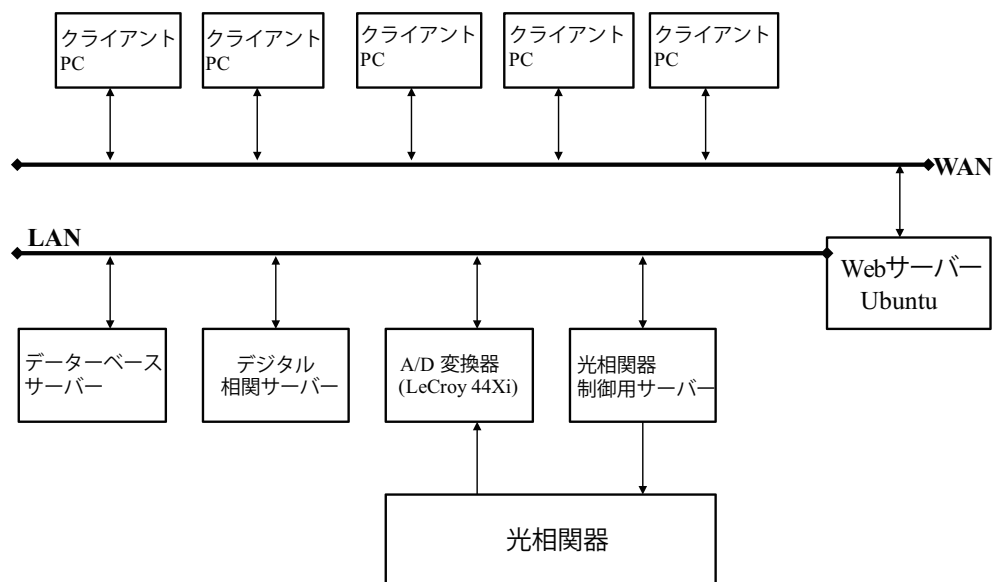 クライアント
PC
クライアント
PC
クライアント
PC
クライアント
PC
クライアント
PC
WAN
LAN
Webサーバー
Ubuntu
データーベース
サーバー
デジタル
相関サーバー
A/D 変換器
(LeCroy 44Xi)
光相関器
制御用サーバー
光相関器